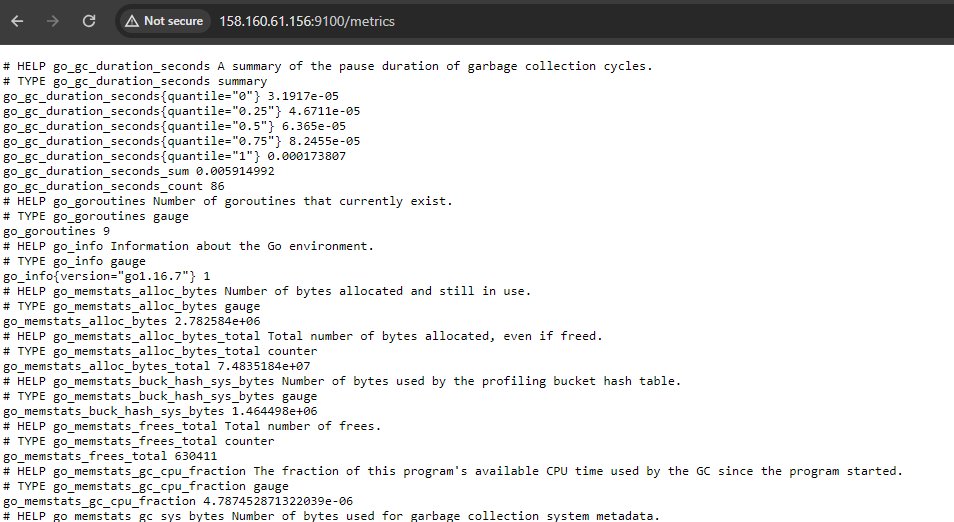 Not secure 158.160.61.156:9100/metrics
# HELP go_gc_duration_seconds A summary of the pause duration of garbage collection cycles.
# TYPE go_gc_duration_seconds summary
go_gc_duration_seconds{quantile="0"} 3.1917e-05
go_gc_duration_seconds{quantile="0.25"} 4.6711e-05
go_gc_duration_seconds{quantile="0.5"} 6.365e-05
go_gc_duration_seconds{quantile="0.75"} 8.2455e-05
go_gc_duration_seconds{quantile="1"} 0.000173807
go_gc_duration_seconds_sum 0.005914992
go_gc_duration_seconds_count 86
# HELP go_goroutines Number of goroutines that currently exist.
# TYPE go_goroutines gauge
go_goroutines 9
# HELP go_info Information about the Go environment.
# TYPE go_info gauge
go_info{version="go1.16.7"} 1
# HELP go_memstats_alloc_bytes Number of bytes allocated and still in use.
# TYPE go_memstats_alloc_bytes gauge
go_memstats_alloc_bytes 2.782584e+06
# HELP go_memstats_alloc_bytes_total Total number of bytes allocated, even if freed.
# TYPE go_memstats_alloc_bytes_total counter
go_memstats_alloc_bytes_total 7.4835184e+07
# HELP go_memstats_buck_hash_sys_bytes Number of bytes used by the profiling bucket hash table.
# TYPE go_memstats_buck_hash_sys_bytes gauge
go_memstats_buck_hash_sys_bytes 1.464498e+06
# HELP go_memstats_frees_total Total number of frees.
# TYPE go_memstats_frees_total counter
go_memstats_frees_total 630411
# HELP go_memstats_gc_cpu_fraction The fraction of this program's available CPU time used by the GC since the program started.
# TYPE go_memstats_gc_cpu_fraction gauge
go_memstats_gc_cpu_fraction 4.787452871322039e-06
# HELP go_memstats_gc_sys_bytes Number of bytes used for garbage collection system metadata.